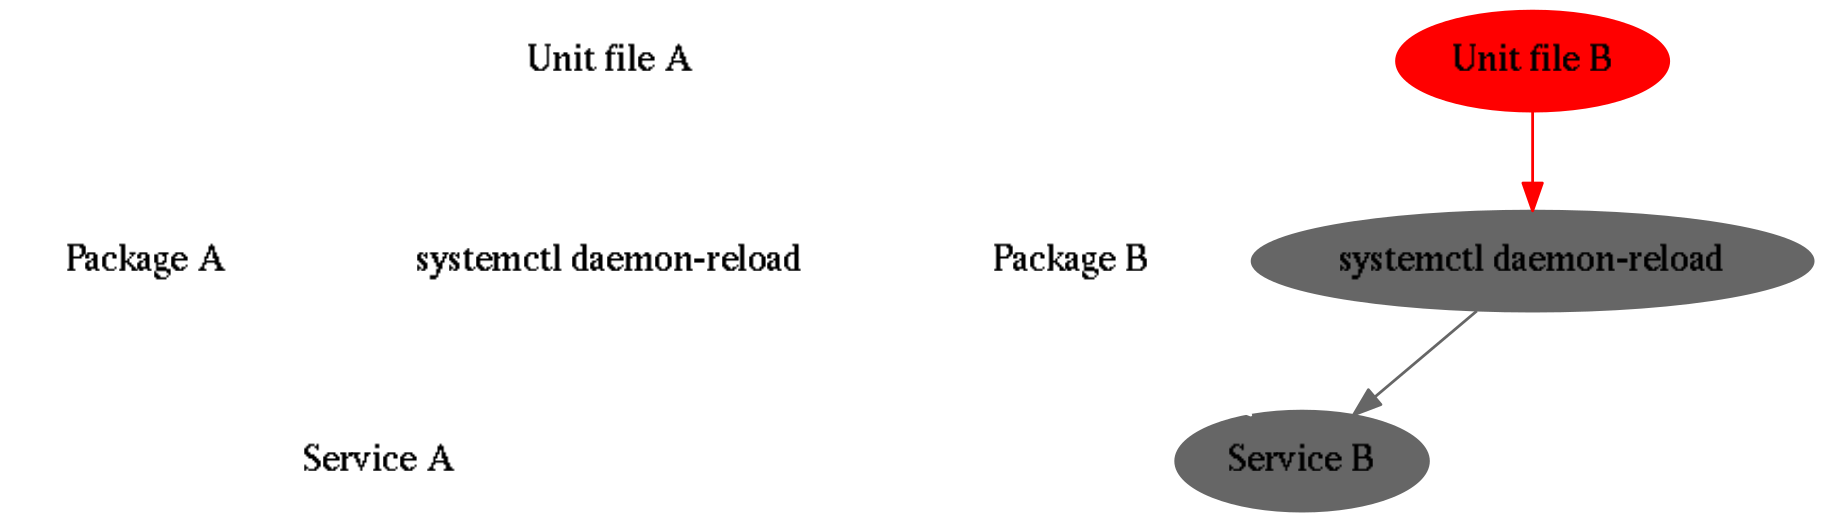 Unit file A
Unit file B
Package A
systemctl daemon-reload
Package B
systemctl daemon-reload
Service A
Service B